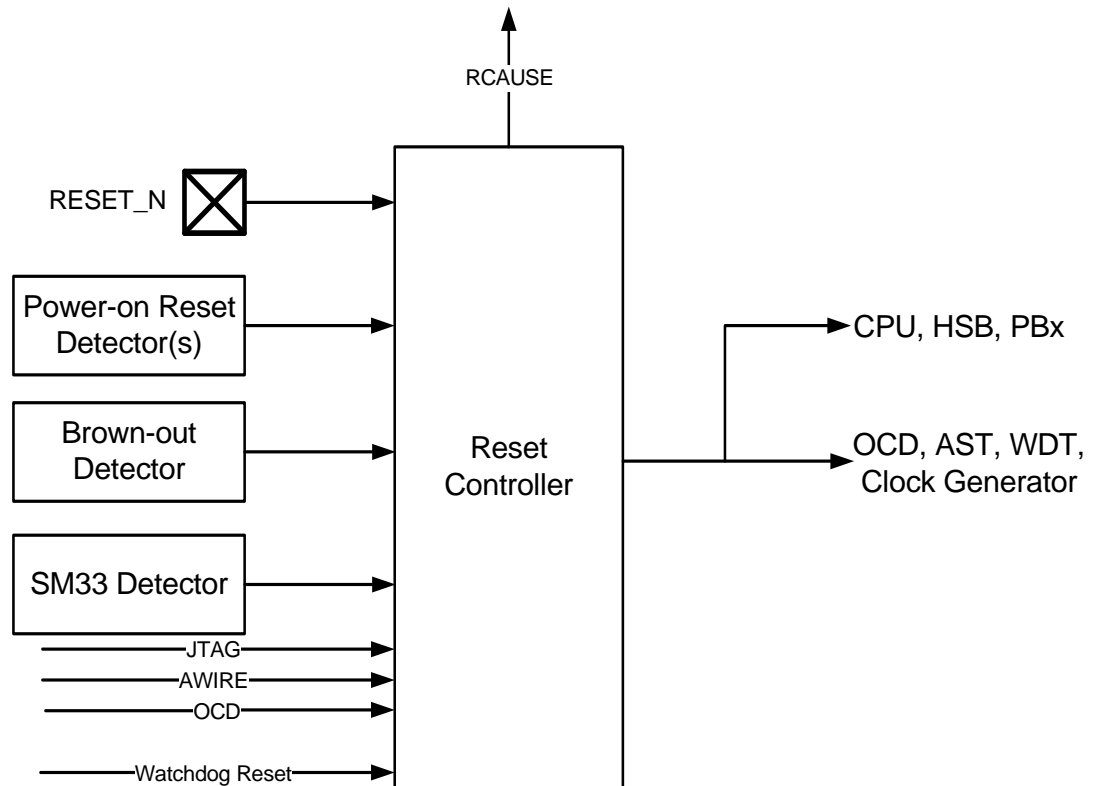 RCAUSE
RESET_N
Power-on Reset
Detector(s)
Brown-out
Detector
SM33 Detector
JTAG
AWIRE
OCD
Watchdog Reset
Reset
Controller
CPU, HSB, PBx
OCD, AST, WDT,
Clock Generator